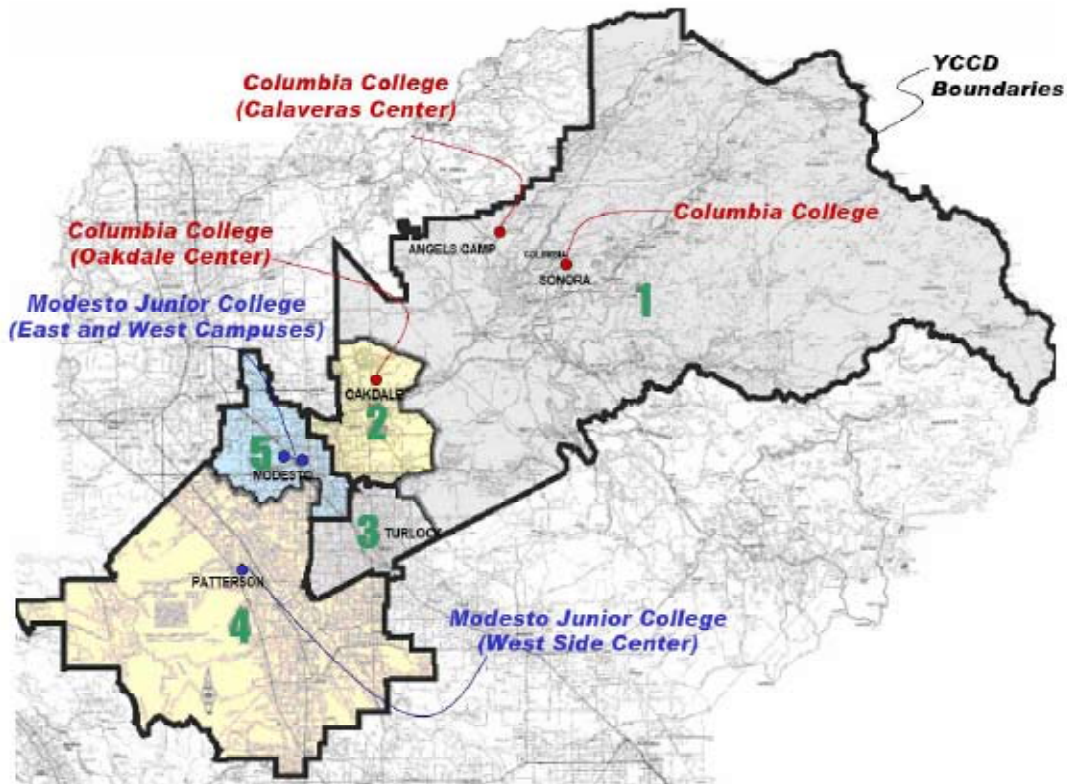 YCCD
Boundaries
Columbia College
(Calaveras Center)
Columbia College
Columbia College
(Oakdale Center)
ANGELS CAMP
COLUMBIA
SONORA
1
Modesto Junior College
(East and West Campuses)
OAKDALE
2
5
MODESTO
3
TURLOCK
PATTERSON
4
Modesto Junior College
(West Side Center)